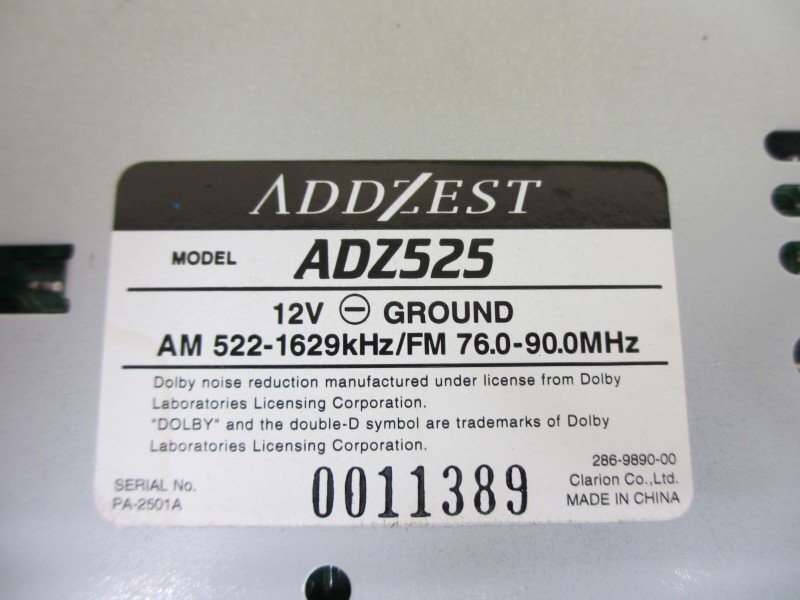 ADDZEST
MODEL ADZ525
12V ⊖ GROUND
AM 522-1629kHz/FM 76.0-90.0MHz
Dolby noise reduction manufactured under license from Dolby
Laboratories Licensing Corporation.
"DOLBY" and the double-D symbol are trademarks of Dolby
Laboratories Licensing Corporation.
286-9890-00
SERIAL No. 0011389 Clarion Co.,Ltd.
PA-2501A MADE IN CHINA